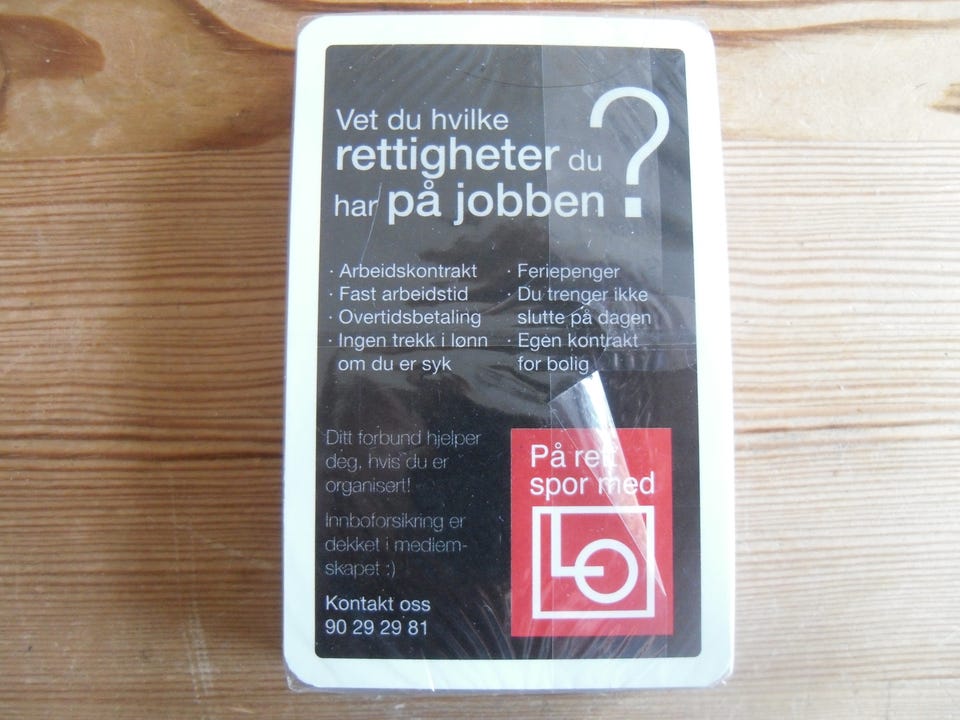 Vet du hvilke
rettigheter du
har på jobben?
· Arbeidskontrakt
· Fast arbeidstid
· Overtidsbetaling
· Ingen trekk i lønn
om du er syk
· Feriepenger
· Du trenger ikke
slutte på dagen
· Egen kontrakt
for bolig
Ditt forbund hjelper
deg, hvis du er
organisert!
Innboforsikring er
dekket i medlem-
skapet :)
Kontakt oss
90 29 29 81
På rett
spor med
LO